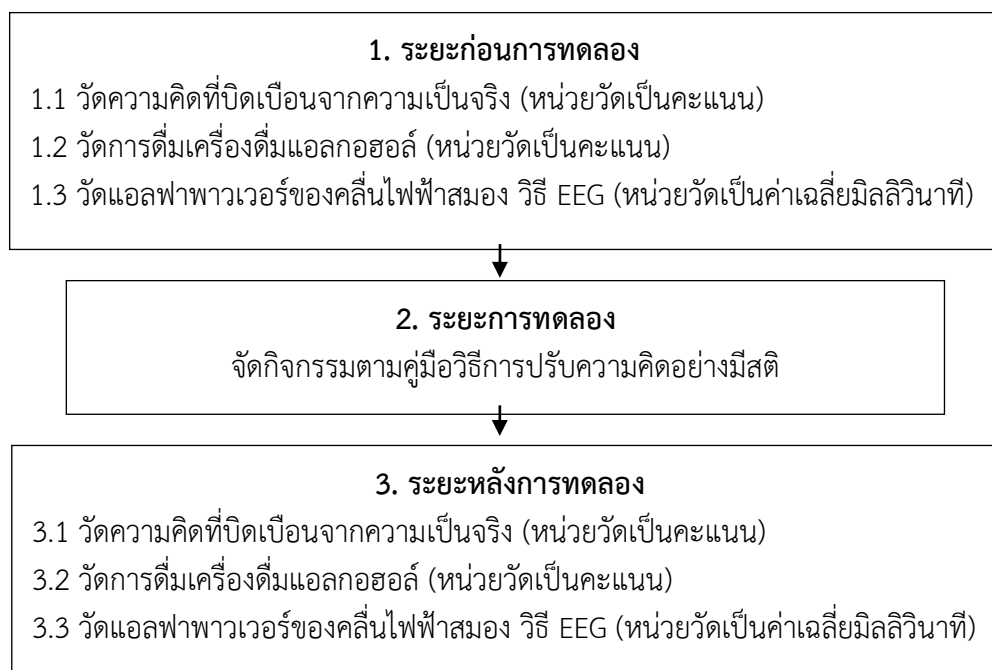 1. ระยะก่อนการทดลอง
1.1 วัดความคิดที่บิดเบือนจากความเป็นจริง (หน่วยวัดเป็นคะแนน)
1.2 วัดการดื่มเครื่องดื่มแอลกอฮอล์ (หน่วยวัดเป็นคะแนน)
1.3 วัดแอลฟาพาวเวอร์ของคลื่นไฟฟ้าสมอง วิธี EEG (หน่วยวัดเป็นค่าเฉลี่ยมิลลิวินาที)
2. ระยะการทดลอง
จัดกิจกรรมตามคู่มือวิธีการปรับความคิดอย่างมีสติ
3. ระยะหลังการทดลอง
3.1 วัดความคิดที่บิดเบือนจากความเป็นจริง (หน่วยวัดเป็นคะแนน)
3.2 วัดการดื่มเครื่องดื่มแอลกอฮอล์ (หน่วยวัดเป็นคะแนน)
3.3 วัดแอลฟาพาวเวอร์ของคลื่นไฟฟ้าสมอง วิธี EEG (หน่วยวัดเป็นค่าเฉลี่ยมิลลิวินาที)